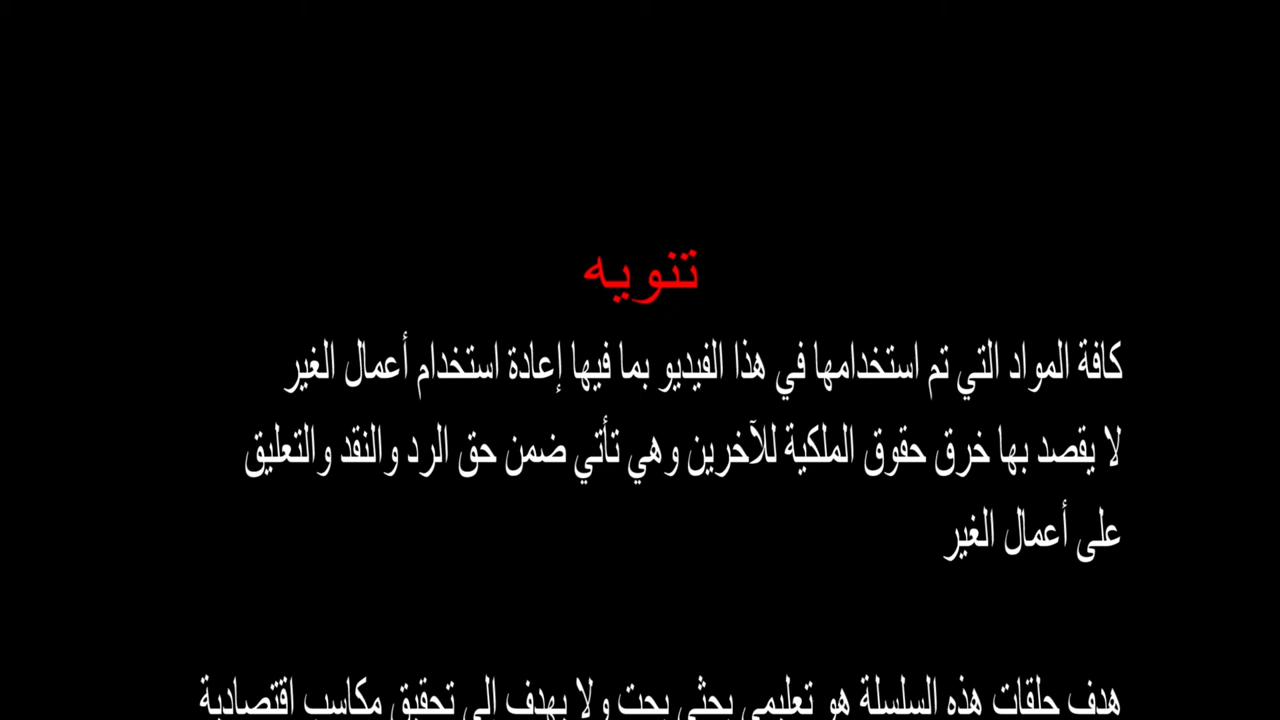 تنويه
كافة المواد التي تم استخدامها في هذا الفيديو بما فيها إعادة استخدام أعمال الغير
لا يقصد بها خرق حقوق الملكية للآخرين وهي تأتي ضمن حق الرد والنقد والتعليق
على أعمال الغير
هدف حلقات هذه السلسلة هو تعليمي بحثي بحت ولا يهدف إلى تحقيق مكاسب اقتصادية